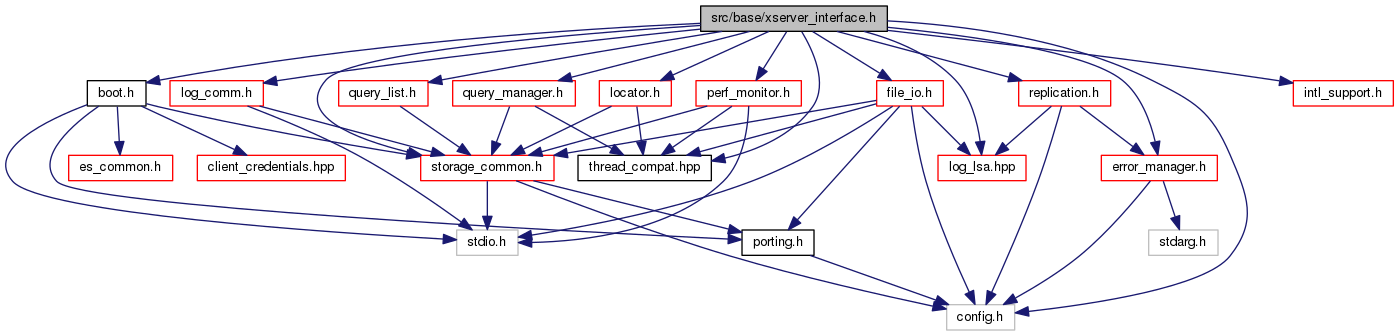 src/base/xserver_interface.h
boot.h
log_comm.h
query_list.h
query_manager.h
locator.h
perf_monitor.h
file_io.h
replication.h
intl_support.h
es_common.h
client_credentials.hpp
storage_common.h
thread_compat.hpp
log_lsa.hpp
error_manager.h
stdio.h
porting.h
stdarg.h
config.h